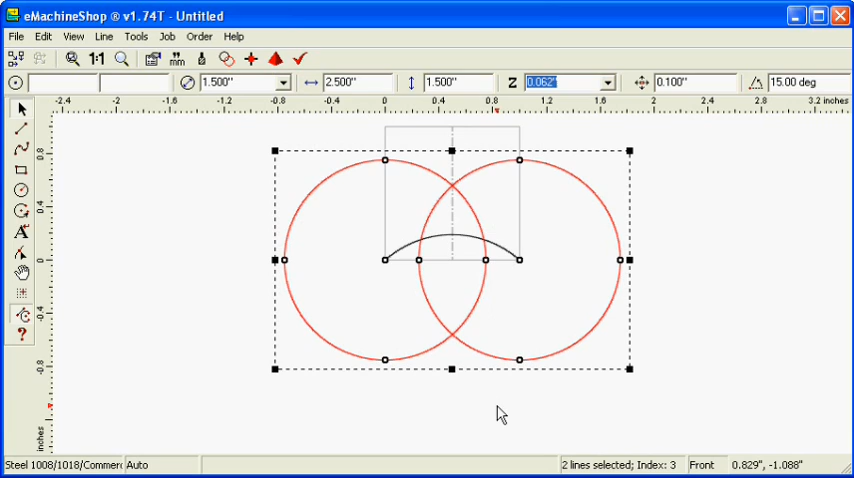 eMachineShop ® v1.74T - Untitled
File Edit View Line Tools Job Order Help
1:1
1.500" 2.500" 1.500" Z 0.062" 0.100" 15.00 deg
-2.4 -2 -1.6 -1.2 -0.8 -0.4 0 0.4 0.8 1.2 1.6 2 2.4 2.8 3.2 inches
0.8
0.4
0
-0.4
-0.8
inches
A
?
Steel 1008/1018/Commerc Auto 2 lines selected; Index: 3 Front 0.829", -1.088"